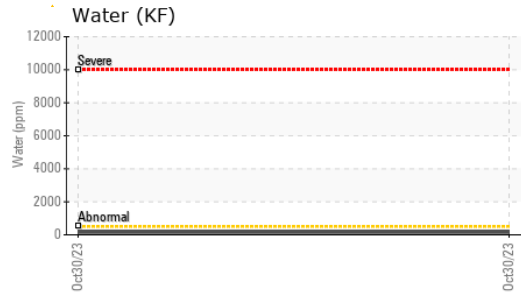 Water (KF)
12000
Severe
10000
8000
6000
4000
2000
Abnormal
0
Water (ppm)
Oct30/23
Oct30/23